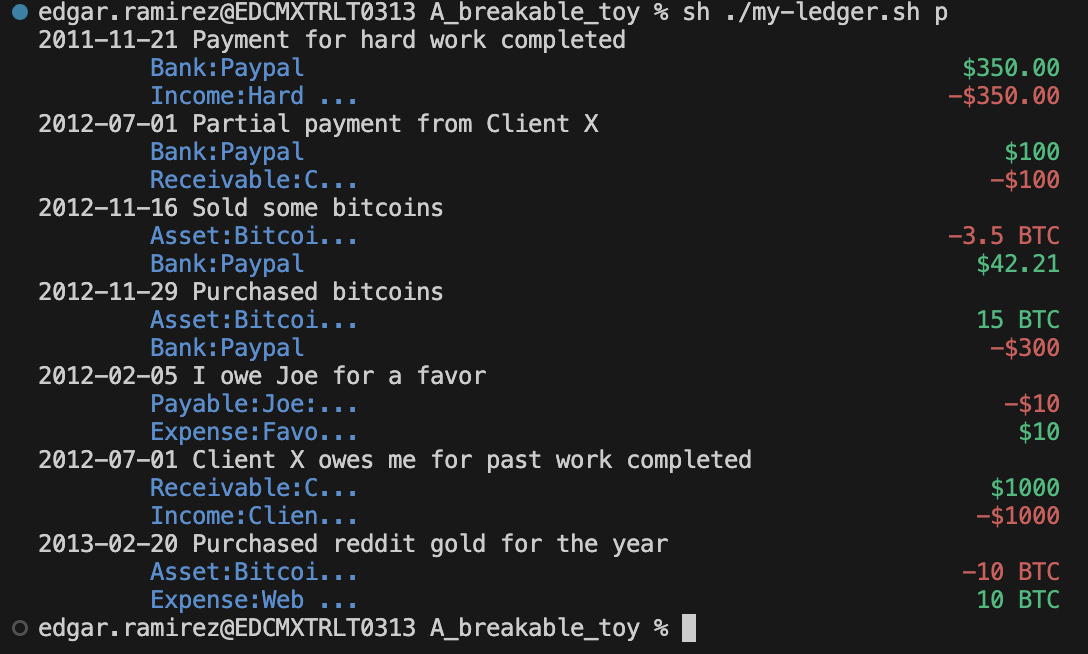 edgar.ramirez@EDCMXTRLT0313 A_breakable_toy % sh ./my-ledger.sh p
2011-11-21 Payment for hard work completed
Bank:Paypal $350.00
Income:Hard ... -$350.00
2012-07-01 Partial payment from Client X
Bank:Paypal $100
Receivable:C... -$100
2012-11-16 Sold some bitcoins
Asset:Bitcoi... -3.5 BTC
Bank:Paypal $42.21
2012-11-29 Purchased bitcoins
Asset:Bitcoi... 15 BTC
Bank:Paypal -$300
2012-02-05 I owe Joe for a favor
Payable:Joe:... -$10
Expense:Favo... $10
2012-07-01 Client X owes me for past work completed
Receivable:C... $1000
Income:Clien... -$1000
2013-02-20 Purchased reddit gold for the year
Asset:Bitcoi... -10 BTC
Expense:Web ... 10 BTC
edgar.ramirez@EDCMXTRLT0313 A_breakable_toy %